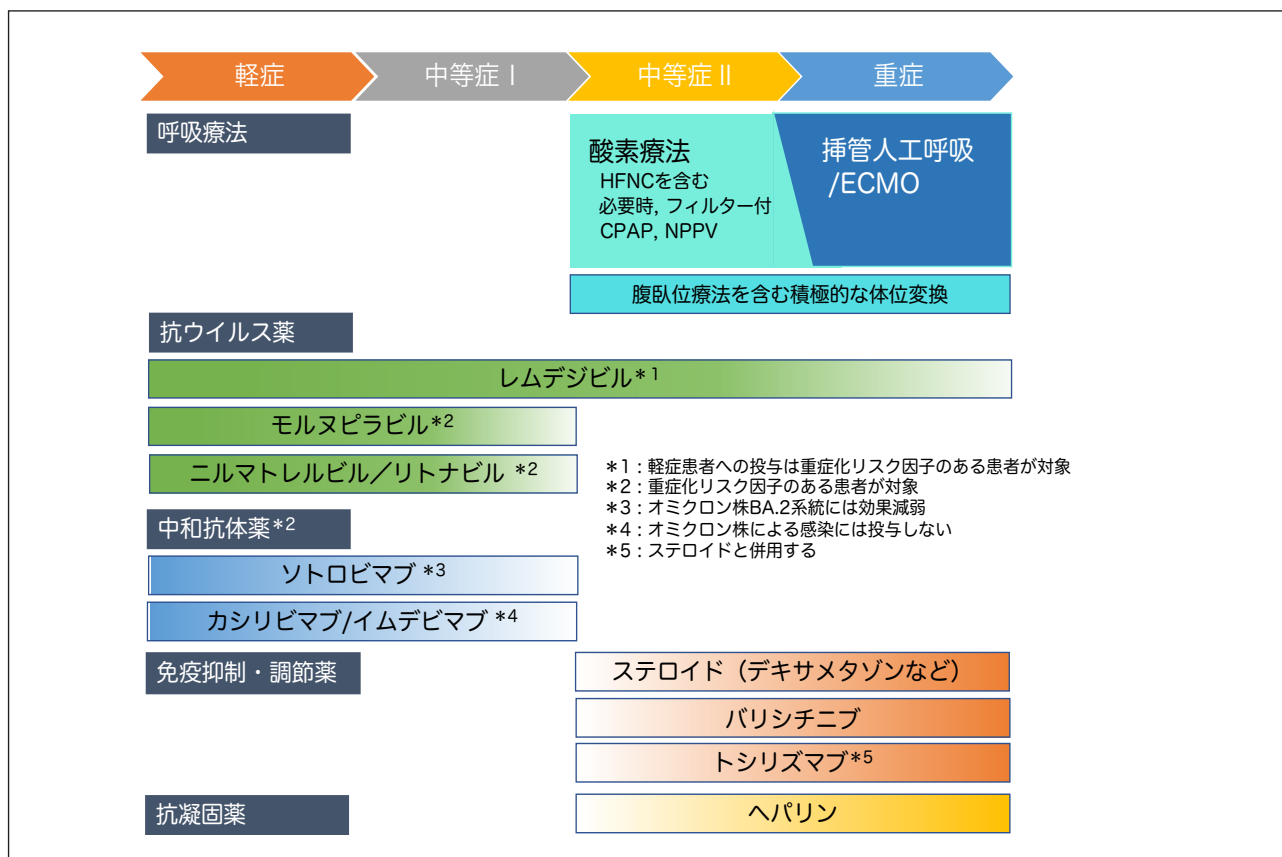 軽症
中等症Ⅰ
中等症Ⅱ
重症
呼吸療法
酸素療法
HFNCを含む
必要時, フィルター付
CPAP, NPPV
挿管人工呼吸
/ECMO
腹臥位療法を含む積極的な体位変換
抗ウイルス薬
レムデジビル*1
モルヌピラビル*2
ニルマトレルビル／リトナビル *2
*1：軽症患者への投与は重症化リスク因子のある患者が対象
*2：重症化リスク因子のある患者が対象
*3：オミクロン株BA.2系統には効果減弱
*4：オミクロン株による感染には投与しない
*5：ステロイドと併用する
中和抗体薬*2
ソトロビマブ *3
カシリビマブ/イムデビマブ *4
免疫抑制・調節薬
ステロイド（デキサメタゾンなど）
バリシチニブ
トシリズマブ*5
抗凝固薬
ヘパリン